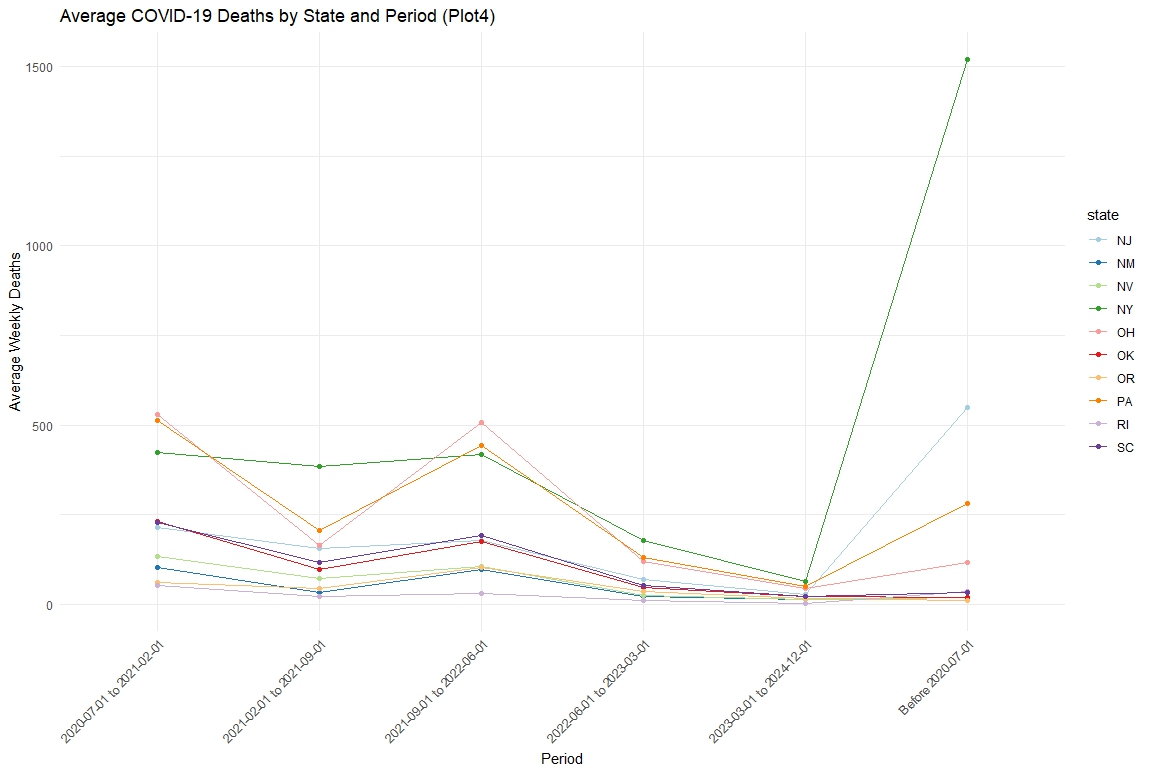 Average COVID-19 Deaths by State and Period (Plot4)
1500
1000
500
0
Average Weekly Deaths
2020-07-01 to 2021-02-01
2021-02-01 to 2021-09-01
2021-09-01 to 2022-06-01
2022-06-01 to 2023-03-01
2023-03-01 to 2024-12-01
Before 2020-07-01
Period
state
NJ
NM
NV
NY
OH
OK
OR
PA
RI
SC